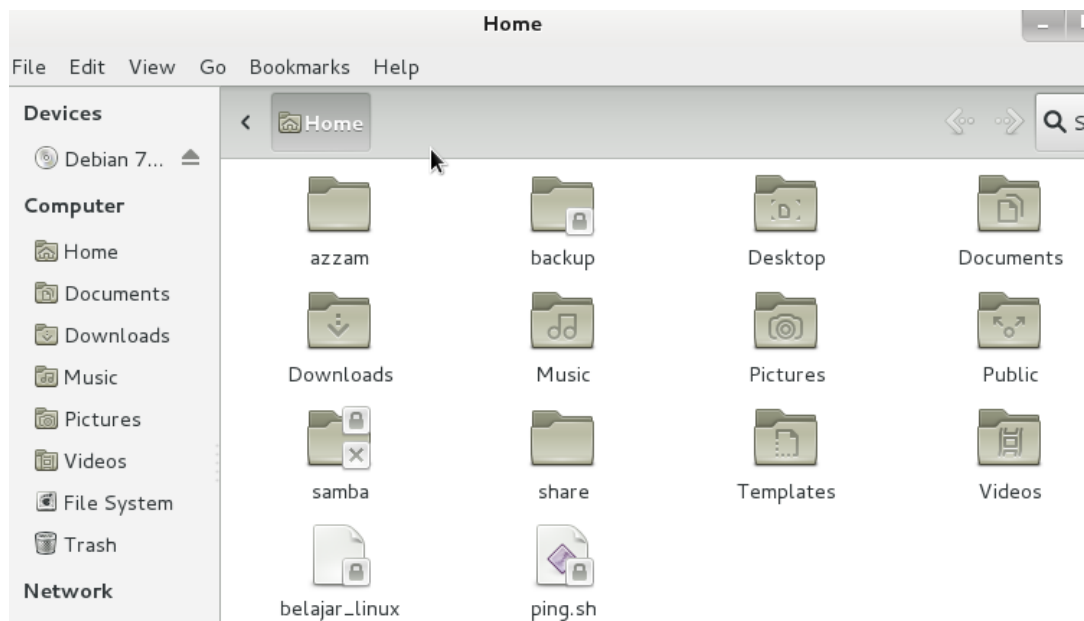 Home
File Edit View Go Bookmarks Help
Devices
Debian 7...
Computer
Home
Documents
Downloads
Music
Pictures
Videos
File System
Trash
Network
Home
S
azzam backup Desktop Documents
Downloads Music Pictures Public
samba share Templates Videos
belajar_linux ping.sh